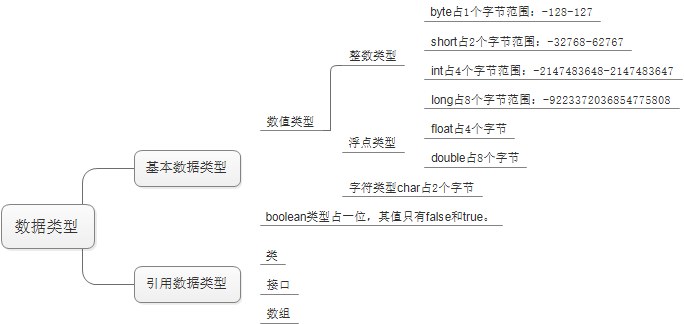 byte占1个字节范围：-128-127
short占2个字节范围：-32768-62767
整数类型
int占4个字节范围：-2147483648-2147483647
long占8个字节范围：-9223372036854775808
数值类型
float占4个字节
浮点类型
double占8个字节
基本数据类型
字符类型char占2个字节
boolean类型占一位，其值只有false和true。
数据类型
类
引用数据类型
接口
数组